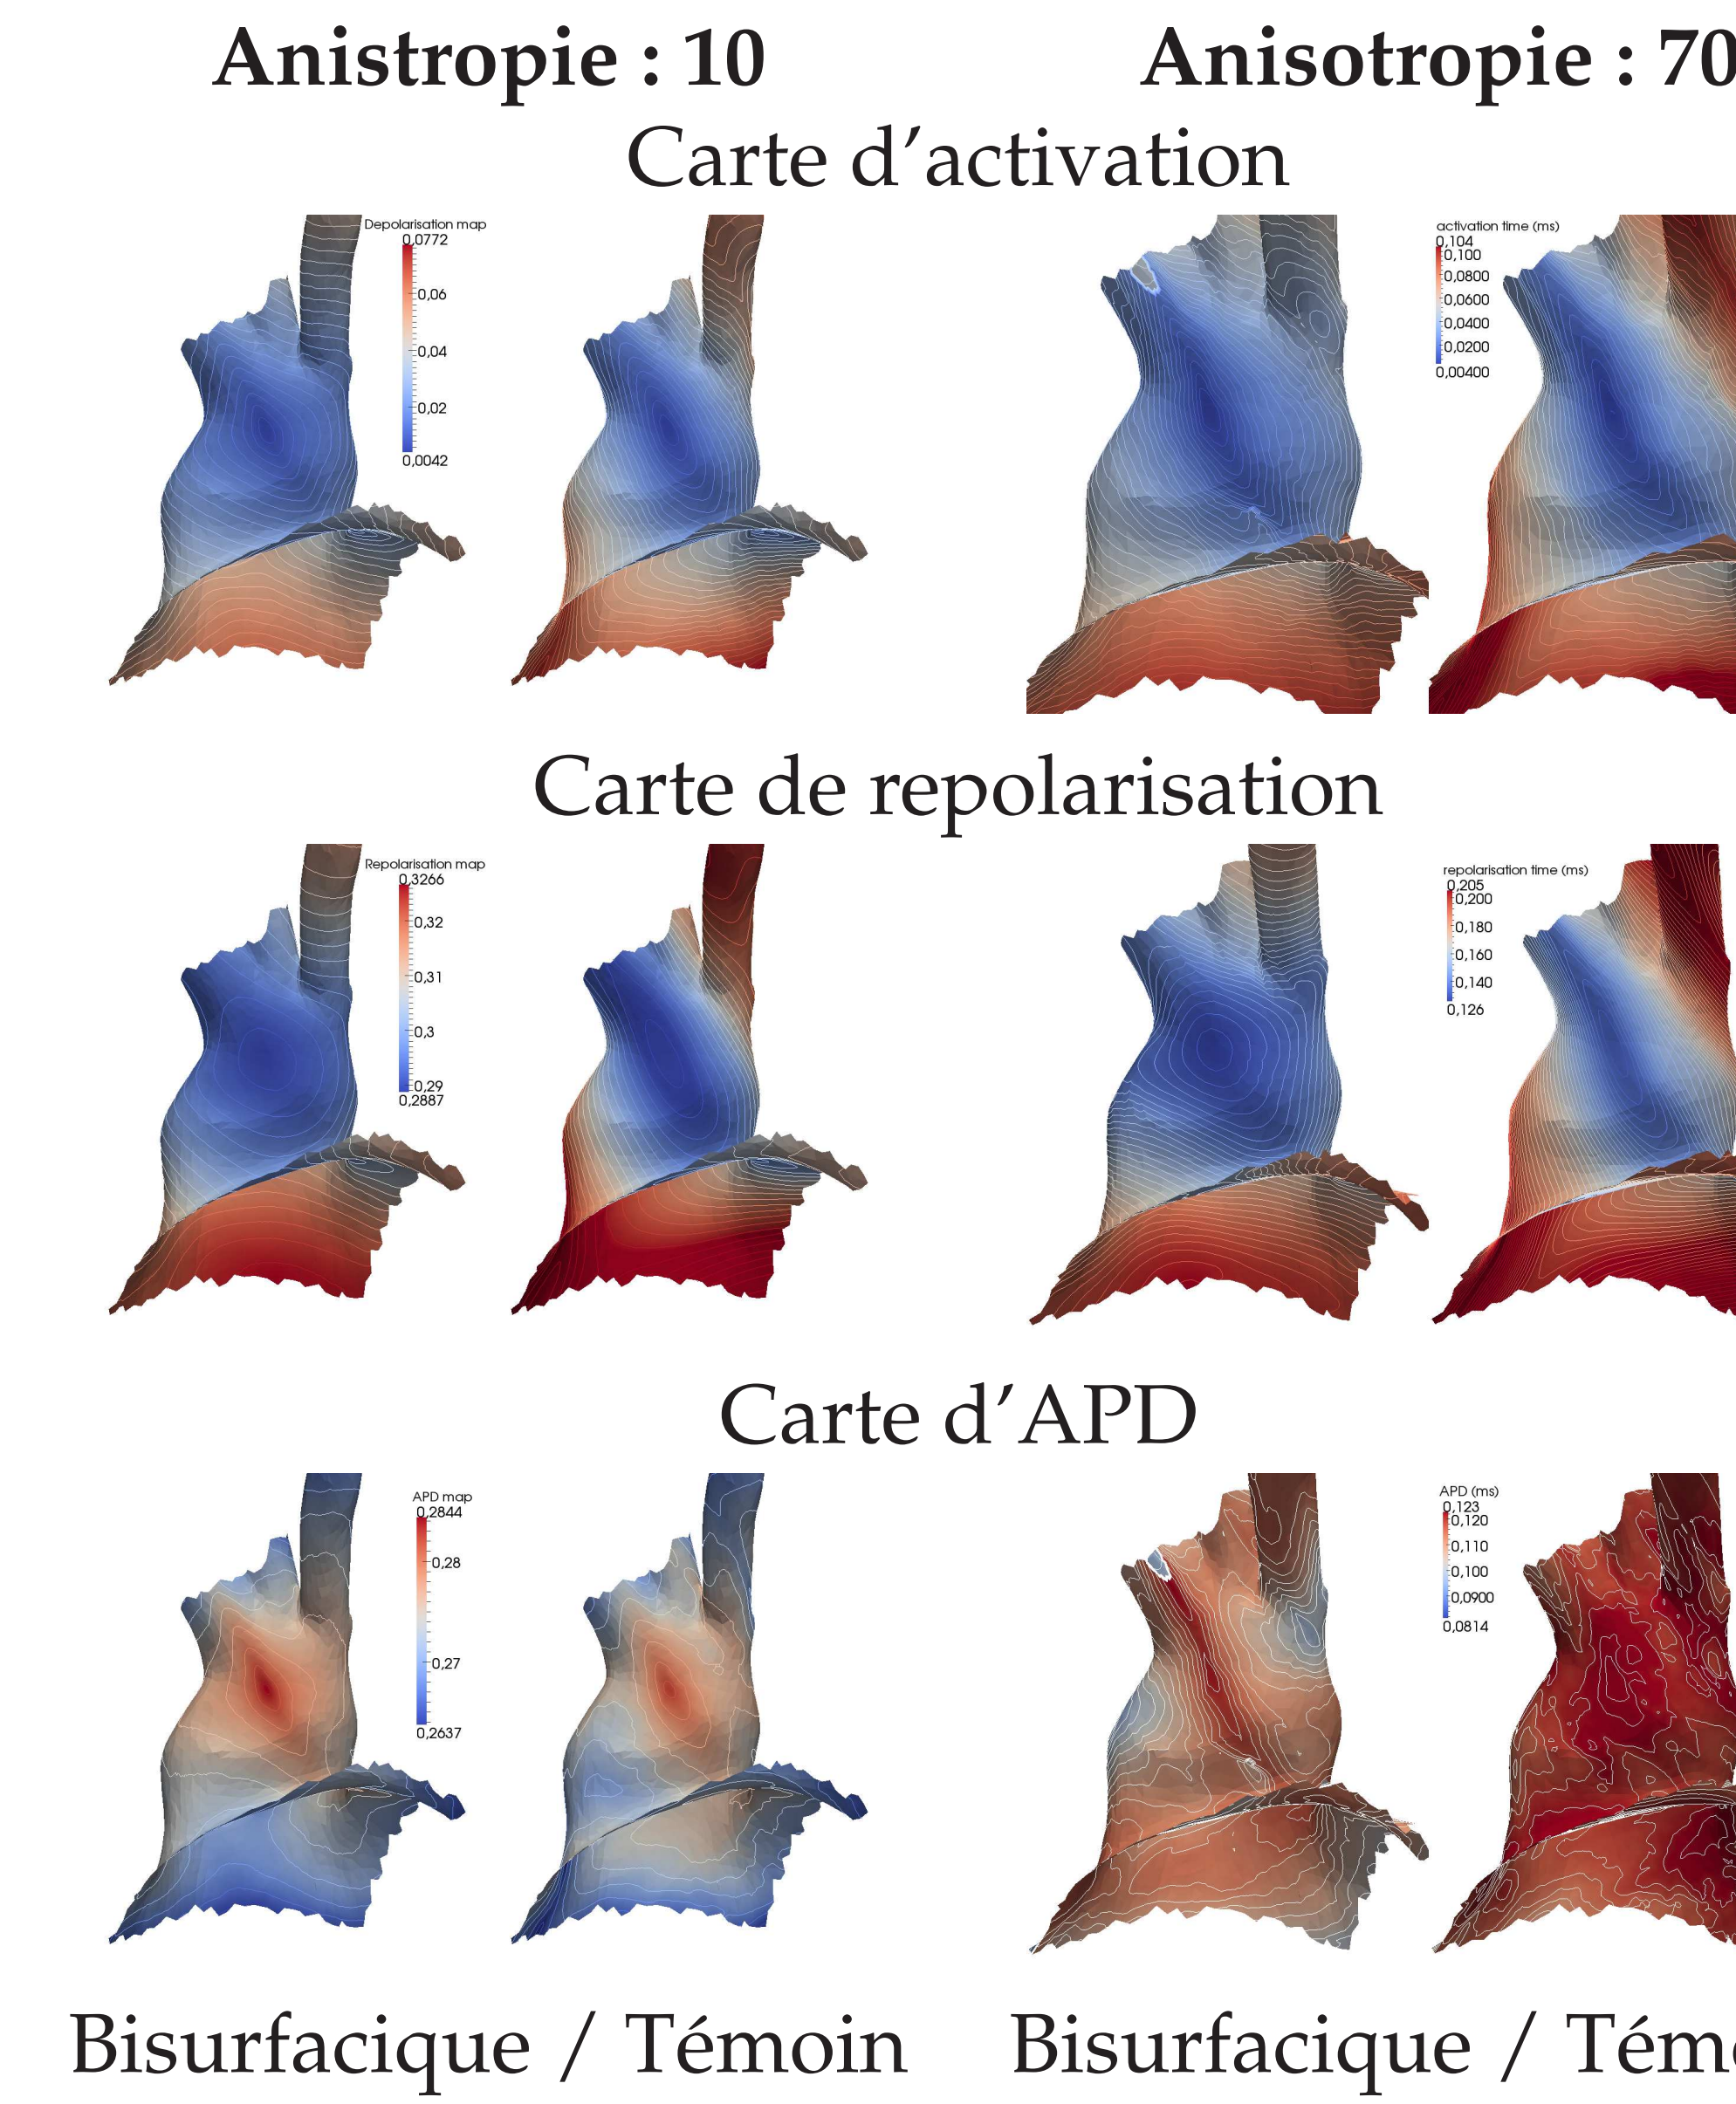 Anistropie : 10
Anisotropie : 70
Carte d’activation
Depolarisation map
0,0772
0,06
0,04
0,02
0,0042
activation time (ms)
0,104
0,100
0,0800
0,0600
0,0400
0,0200
0,00400
Carte de repolarisation
Repolarisation map
0,3266
0,32
0,31
0,3
0,29
0,2887
repolarisation time (ms)
0,205
0,200
0,180
0,160
0,140
0,126
Carte d’APD
APD map
0,2844
0,28
0,27
0,2637
APD (ms)
0,123
0,120
0,110
0,100
0,0900
0,0814
Bisurfacique / Témoin
Bisurfacique / Tém